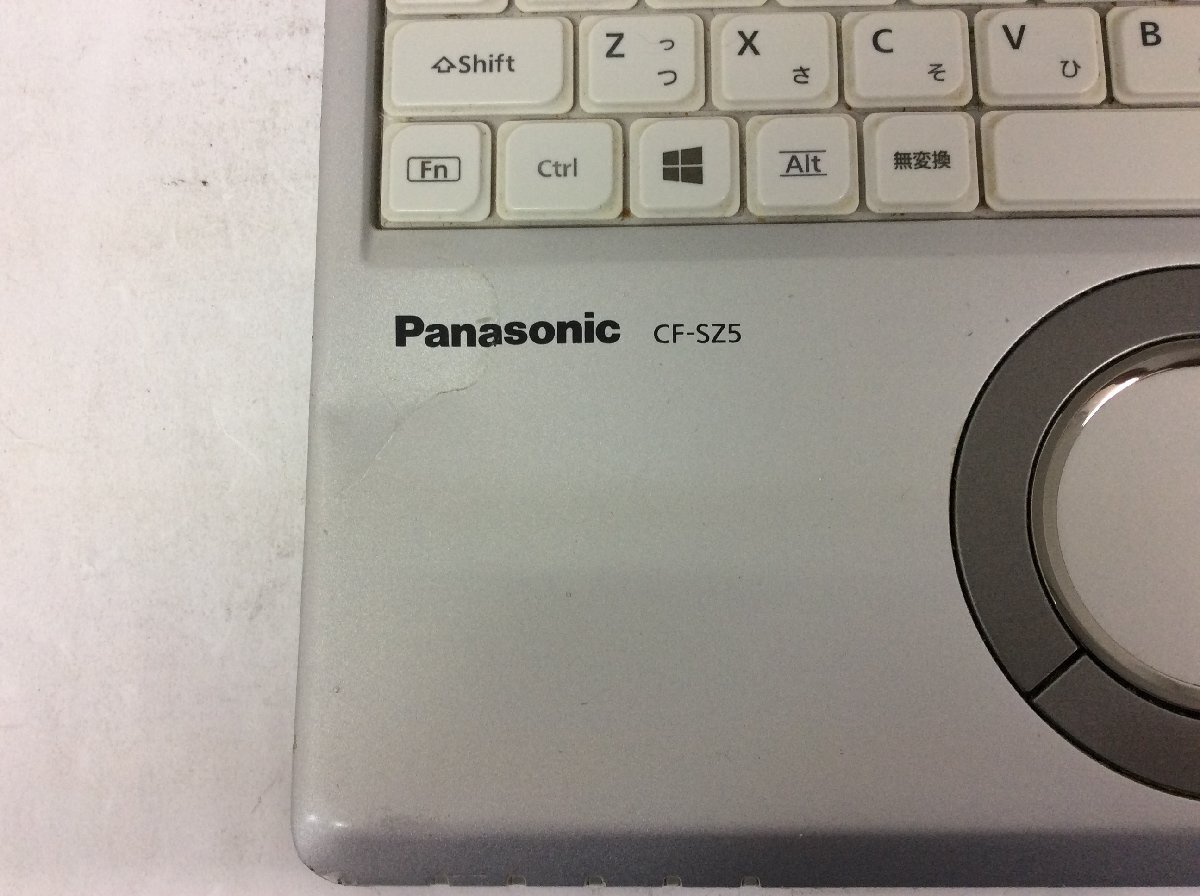 ⇧Shift Z っ つ X さ C そ V ひ B
Fn Ctrl Alt 無変換
Panasonic CF-SZ5